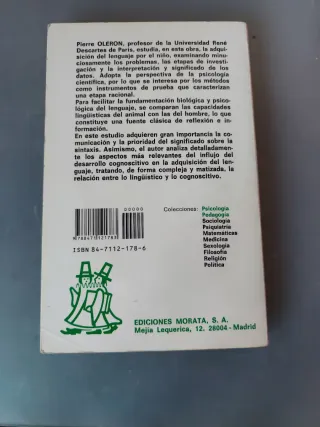 Pierre OLERON, profesor de la Universidad René
Descartes de París, estudia, en este obra, la adqui-
sición del lenguaje por el niño, examinando minu-
ciosamente los problemas, las etapas de investi-
gación y la interpretación y significado de los
datos. Adopta la perspectiva de la psicología
científica, por lo que se interesa por los métodos
como instrumentos de prueba que caracterizan
una etapa racional.
Para facilitar la fundamentación biológica y psico-
lógica del lenguaje, se comparan las capacidades
lingüísticas del animal con las del hombre, lo que
constituye una fuente clásica de reflexión e in-
formación.
En este estudio adquieren gran importancia la co-
municación y la prioridad del significado sobre la
sintaxis. Asimismo, el autor analiza detalladamen-
te los aspectos más relevantes del influjo del
desarrollo cognoscitivo en la adquisición del len-
guaje, tratando, de forma compleja y matizada, la
relación entre lo lingüístico y lo cognoscitivo.
00000
9788471121783
ISBN 84-7112-178-6
Colecciones: Psicología
Pedagogía
Sociología
Psiquiatría
Matemáticas
Medicina
Sexología
Filosofía
Religión
Política
EDICIONES MORATA, S. A.
Mejía Lequerica, 12. 28004 - Madrid